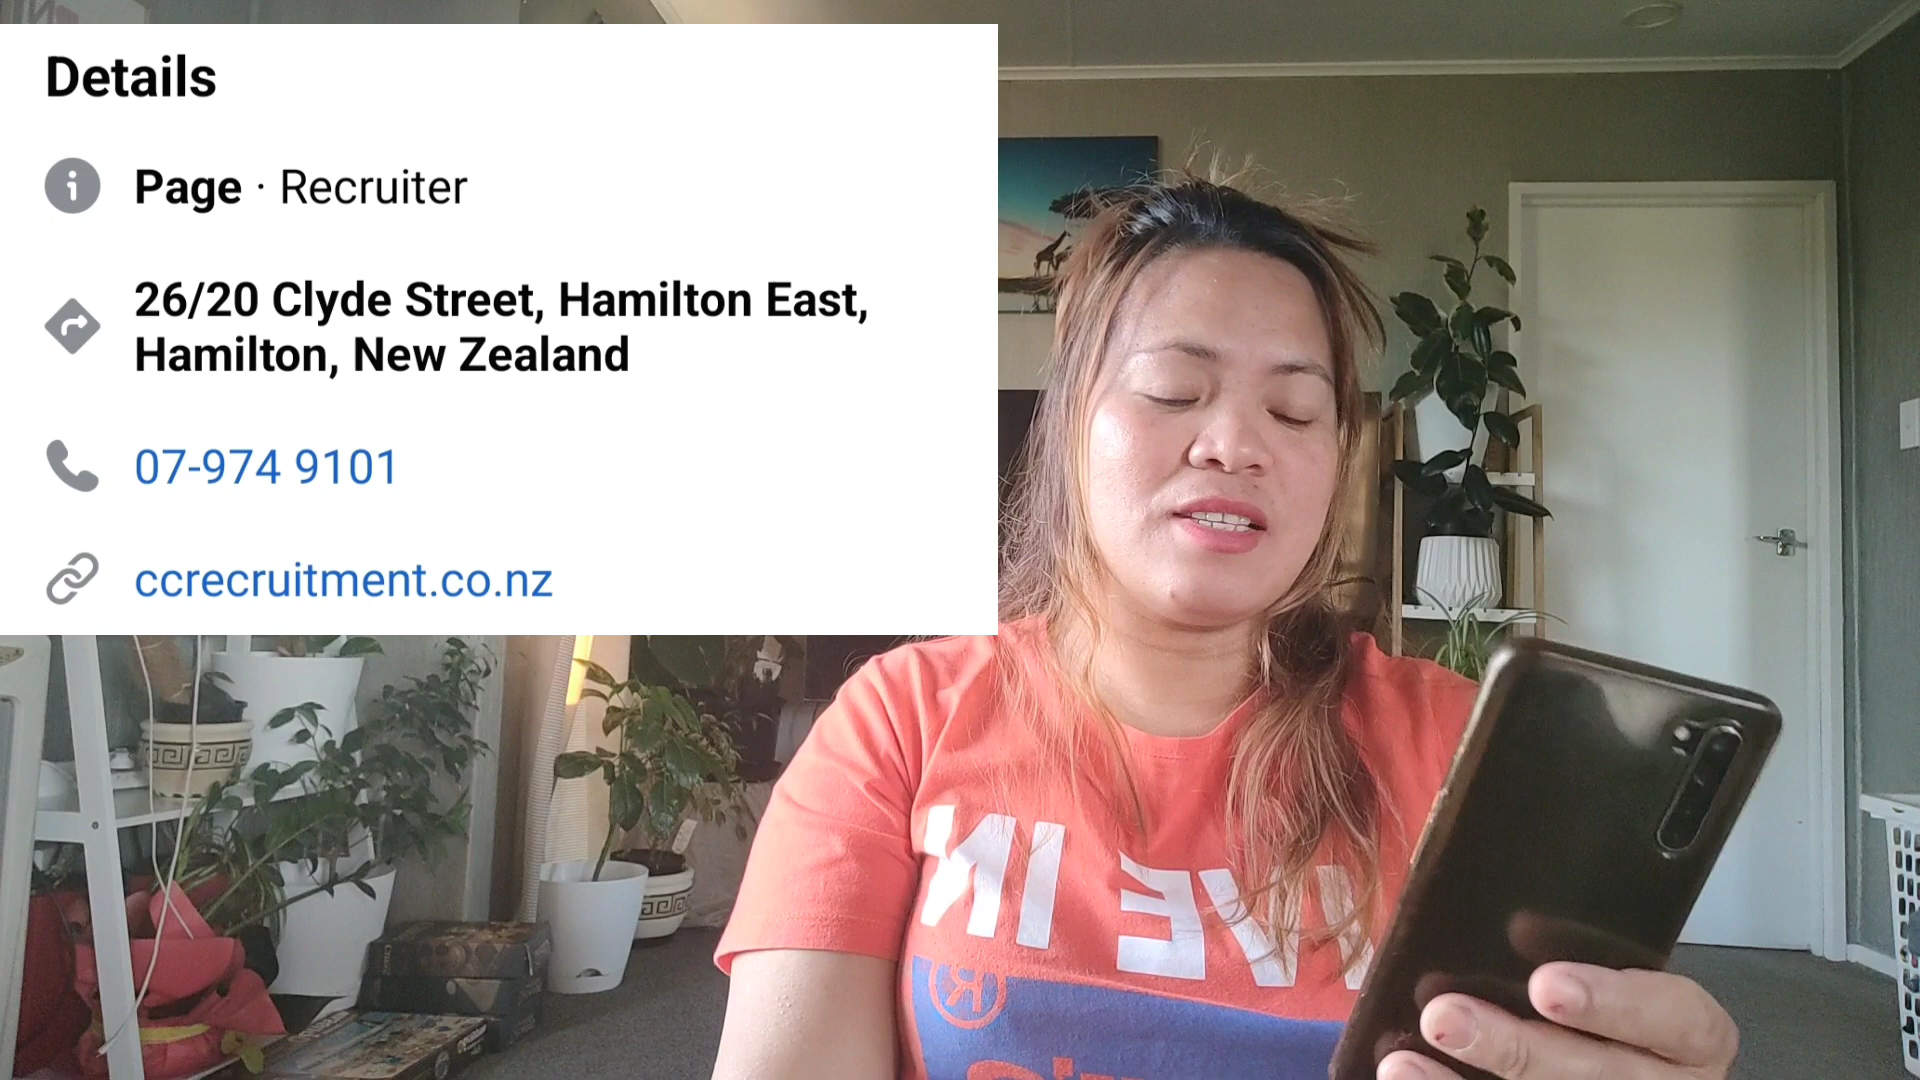 Details
Page · Recruiter
26/20 Clyde Street, Hamilton East,
Hamilton, New Zealand
07-974 9101
ccrecruitment.co.nz